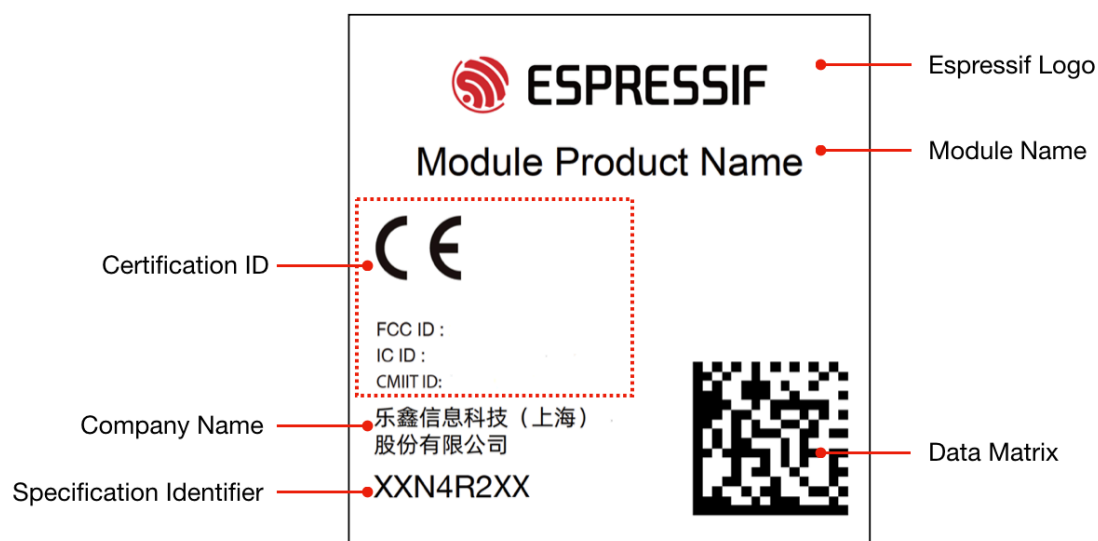 ESPRESSIF
Espressif Logo
Module Product Name
Module Name
CE
Certification ID
FCC ID :
IC ID :
CMIIT ID:
乐鑫信息科技（上海）
股份有限公司
Company Name
Data Matrix
XXN4R2XX
Specification Identifier